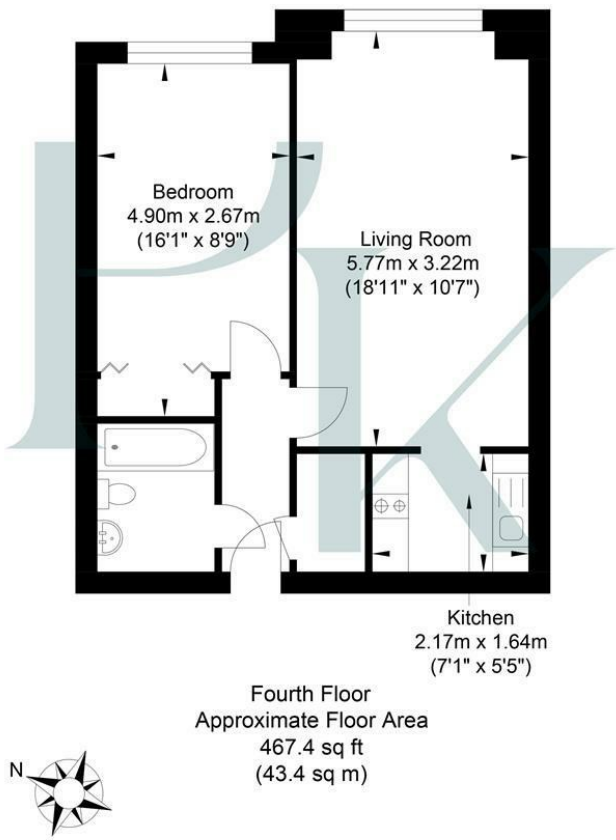 Bedroom
4.90m x 2.67m
(16'1" x 8'9")
Living Room
5.77m x 3.22m
(18'11" x 10'7")
Kitchen
2.17m x 1.64m
(7'1" x 5'5")
Fourth Floor
Approximate Floor Area
467.4 sq ft
(43.4 sq m)
N
PK